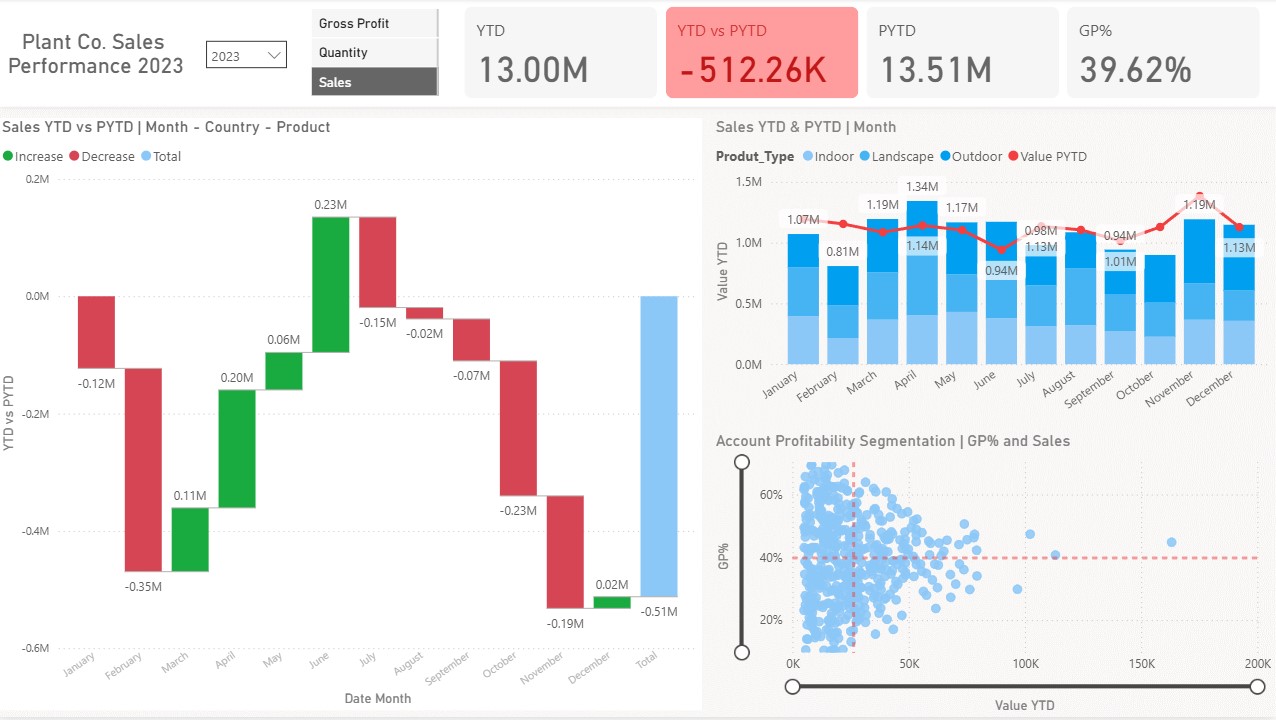 Plant Co. Sales
Performance 2023
2023
Gross Profit
Quantity
Sales
YTD
13.00M
YTD vs PYTD
-512.26K
PYTD
13.51M
GP%
39.62%
Sales YTD vs PYTD | Month - Country - Product
Increase Decrease Total
0.2M
0.0M
-0.2M
-0.4M
-0.6M
YTD vs PYTD
-0.12M
-0.35M
0.11M
0.20M
0.06M
0.23M
-0.15M
-0.02M
-0.07M
-0.23M
-0.19M
0.02M
-0.51M
January
February
March
April
May
June
July
August
September
October
November
December
Total
Date Month
Sales YTD & PYTD | Month
Produt_Type Indoor Landscape Outdoor Value PYTD
1.5M
1.0M
0.5M
0.0M
Value YTD
1.07M
0.81M
1.19M
1.34M
1.14M
1.17M
0.94M
0.98M
1.13M
0.94M
1.01M
1.19M
1.13M
January
February
March
April
May
June
July
August
September
October
November
December
Account Profitability Segmentation | GP% and Sales
60%
40%
20%
GP%
0K
50K
100K
150K
200K
Value YTD